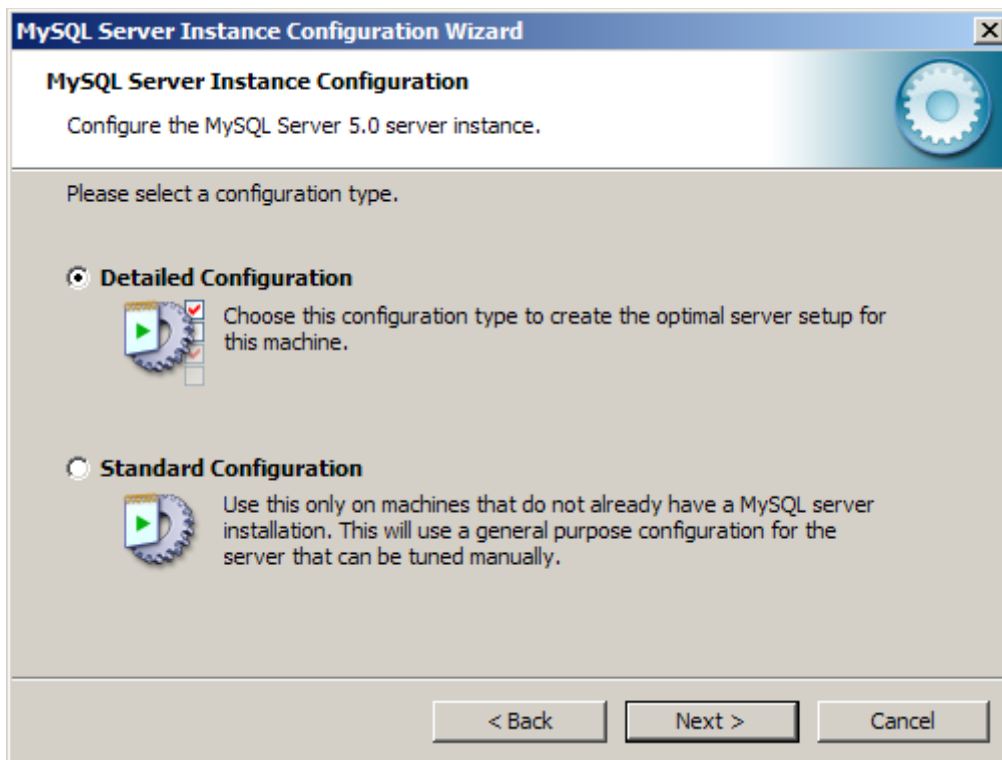 MySQL Server Instance Configuration Wizard
MySQL Server Instance Configuration
Configure the MySQL Server 5.0 server instance.
Please select a configuration type.
Detailed Configuration
Choose this configuration type to create the optimal server setup for
this machine.
Standard Configuration
Use this only on machines that do not already have a MySQL server
installation. This will use a general purpose configuration for the
server that can be tuned manually.
< Back Next > Cancel